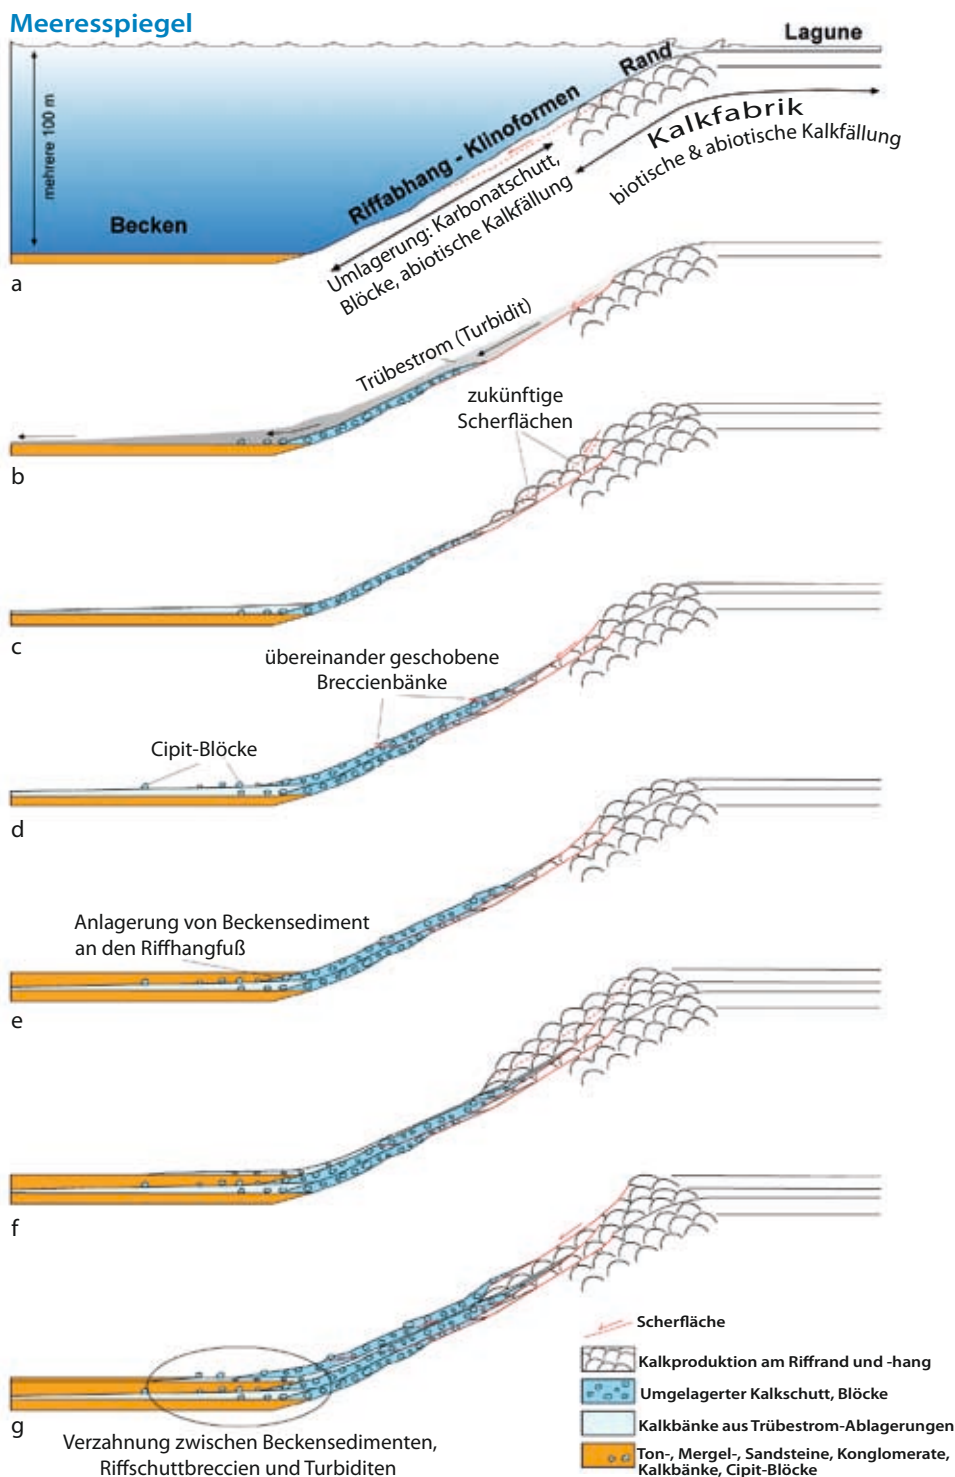 Meeresspiegel
Lagune
Rand
mehrere 100 m
Riffabhang - Klinoformen
Kalkfabrik
biotische & abiotische Kalkfällung
Becken
Umlagerung: Karbonatschutt,
Blöcke, abiotische Kalkfällung
a
Trübestrom (Turbidit)
b
zukünftige
Scherflächen
c
übereinander geschobene
Breccienbänke
Cipit-Blöcke
d
Anlagerung von Beckensediment
an den Riffhangfuß
e
f
g
Verzahnung zwischen Beckensedimenten,
Riffschuttbreccien und Turbiditen
Scherfläche
Kalkproduktion am Riffrand und -hang
Umgelagerter Kalkschutt, Blöcke
Kalkbänke aus Trübestrom-Ablagerungen
Ton-, Mergel-, Sandsteine, Konglomerate,
Kalkbänke, Cipit-Blöcke